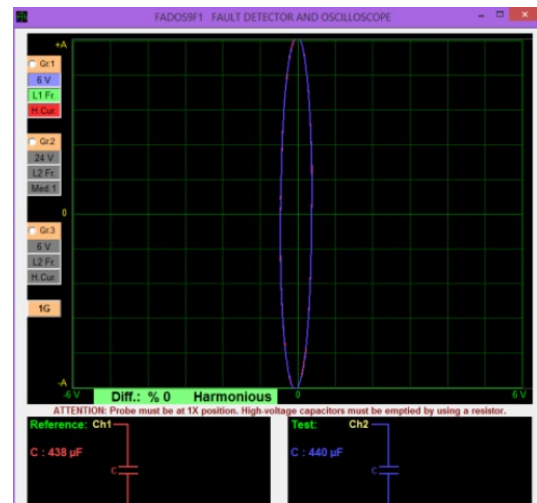 FADOS9F1 FAULT DETECTOR AND OSCILLOSCOPE
+A
Gr.1
6 V
L1 Fr.
H.Cur.
Gr.2
24 V
L2 Fr.
Med.1
0
Gr.3
6 V
L2 Fr.
H.Cur.
1G
-A
-6 V
0
6 V
Diff.: % 0 Harmonious
ATTENTION: Probe must be at 1X position. High-voltage capacitors must be emptied by using a resistor.
Reference: Ch1
C : 438 µF
C
Test: Ch2
C : 440 µF
C